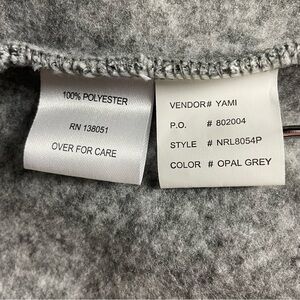 100% POLYESTER
RN 138051
OVER FOR CARE
VENDOR# YAMI
P.O. # 802004
STYLE # NRL8054P
COLOR # OPAL GREY